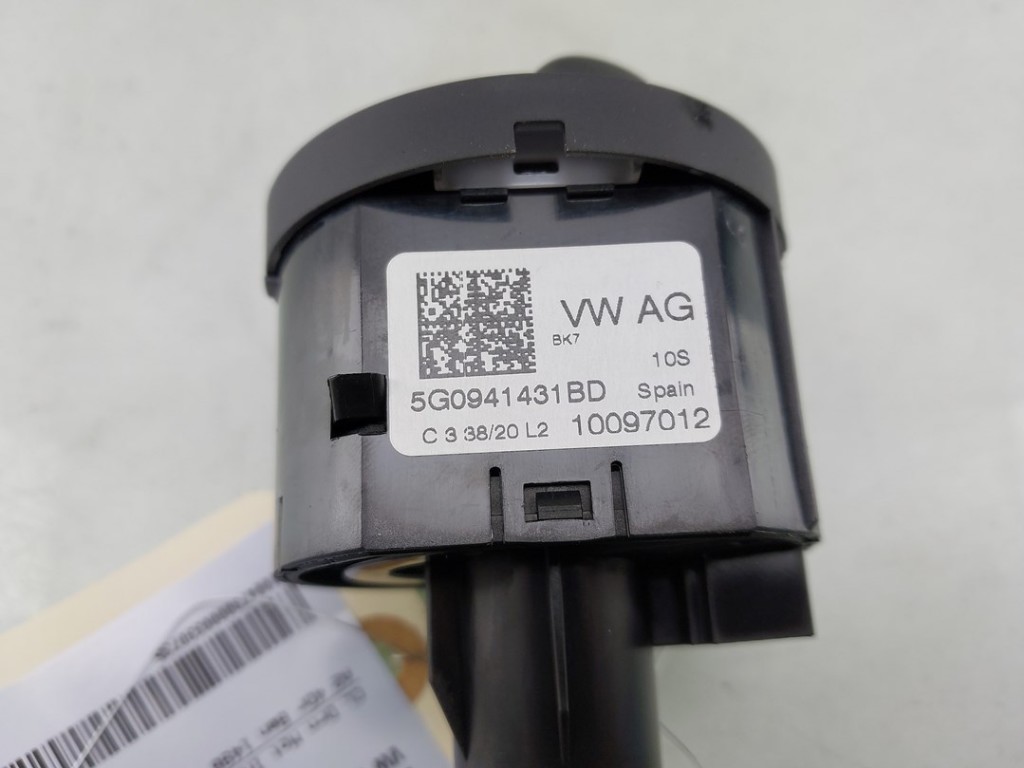 VW AG
BK7
10S
5G0941431BD Spain
C 3 38/20 L2 10097012